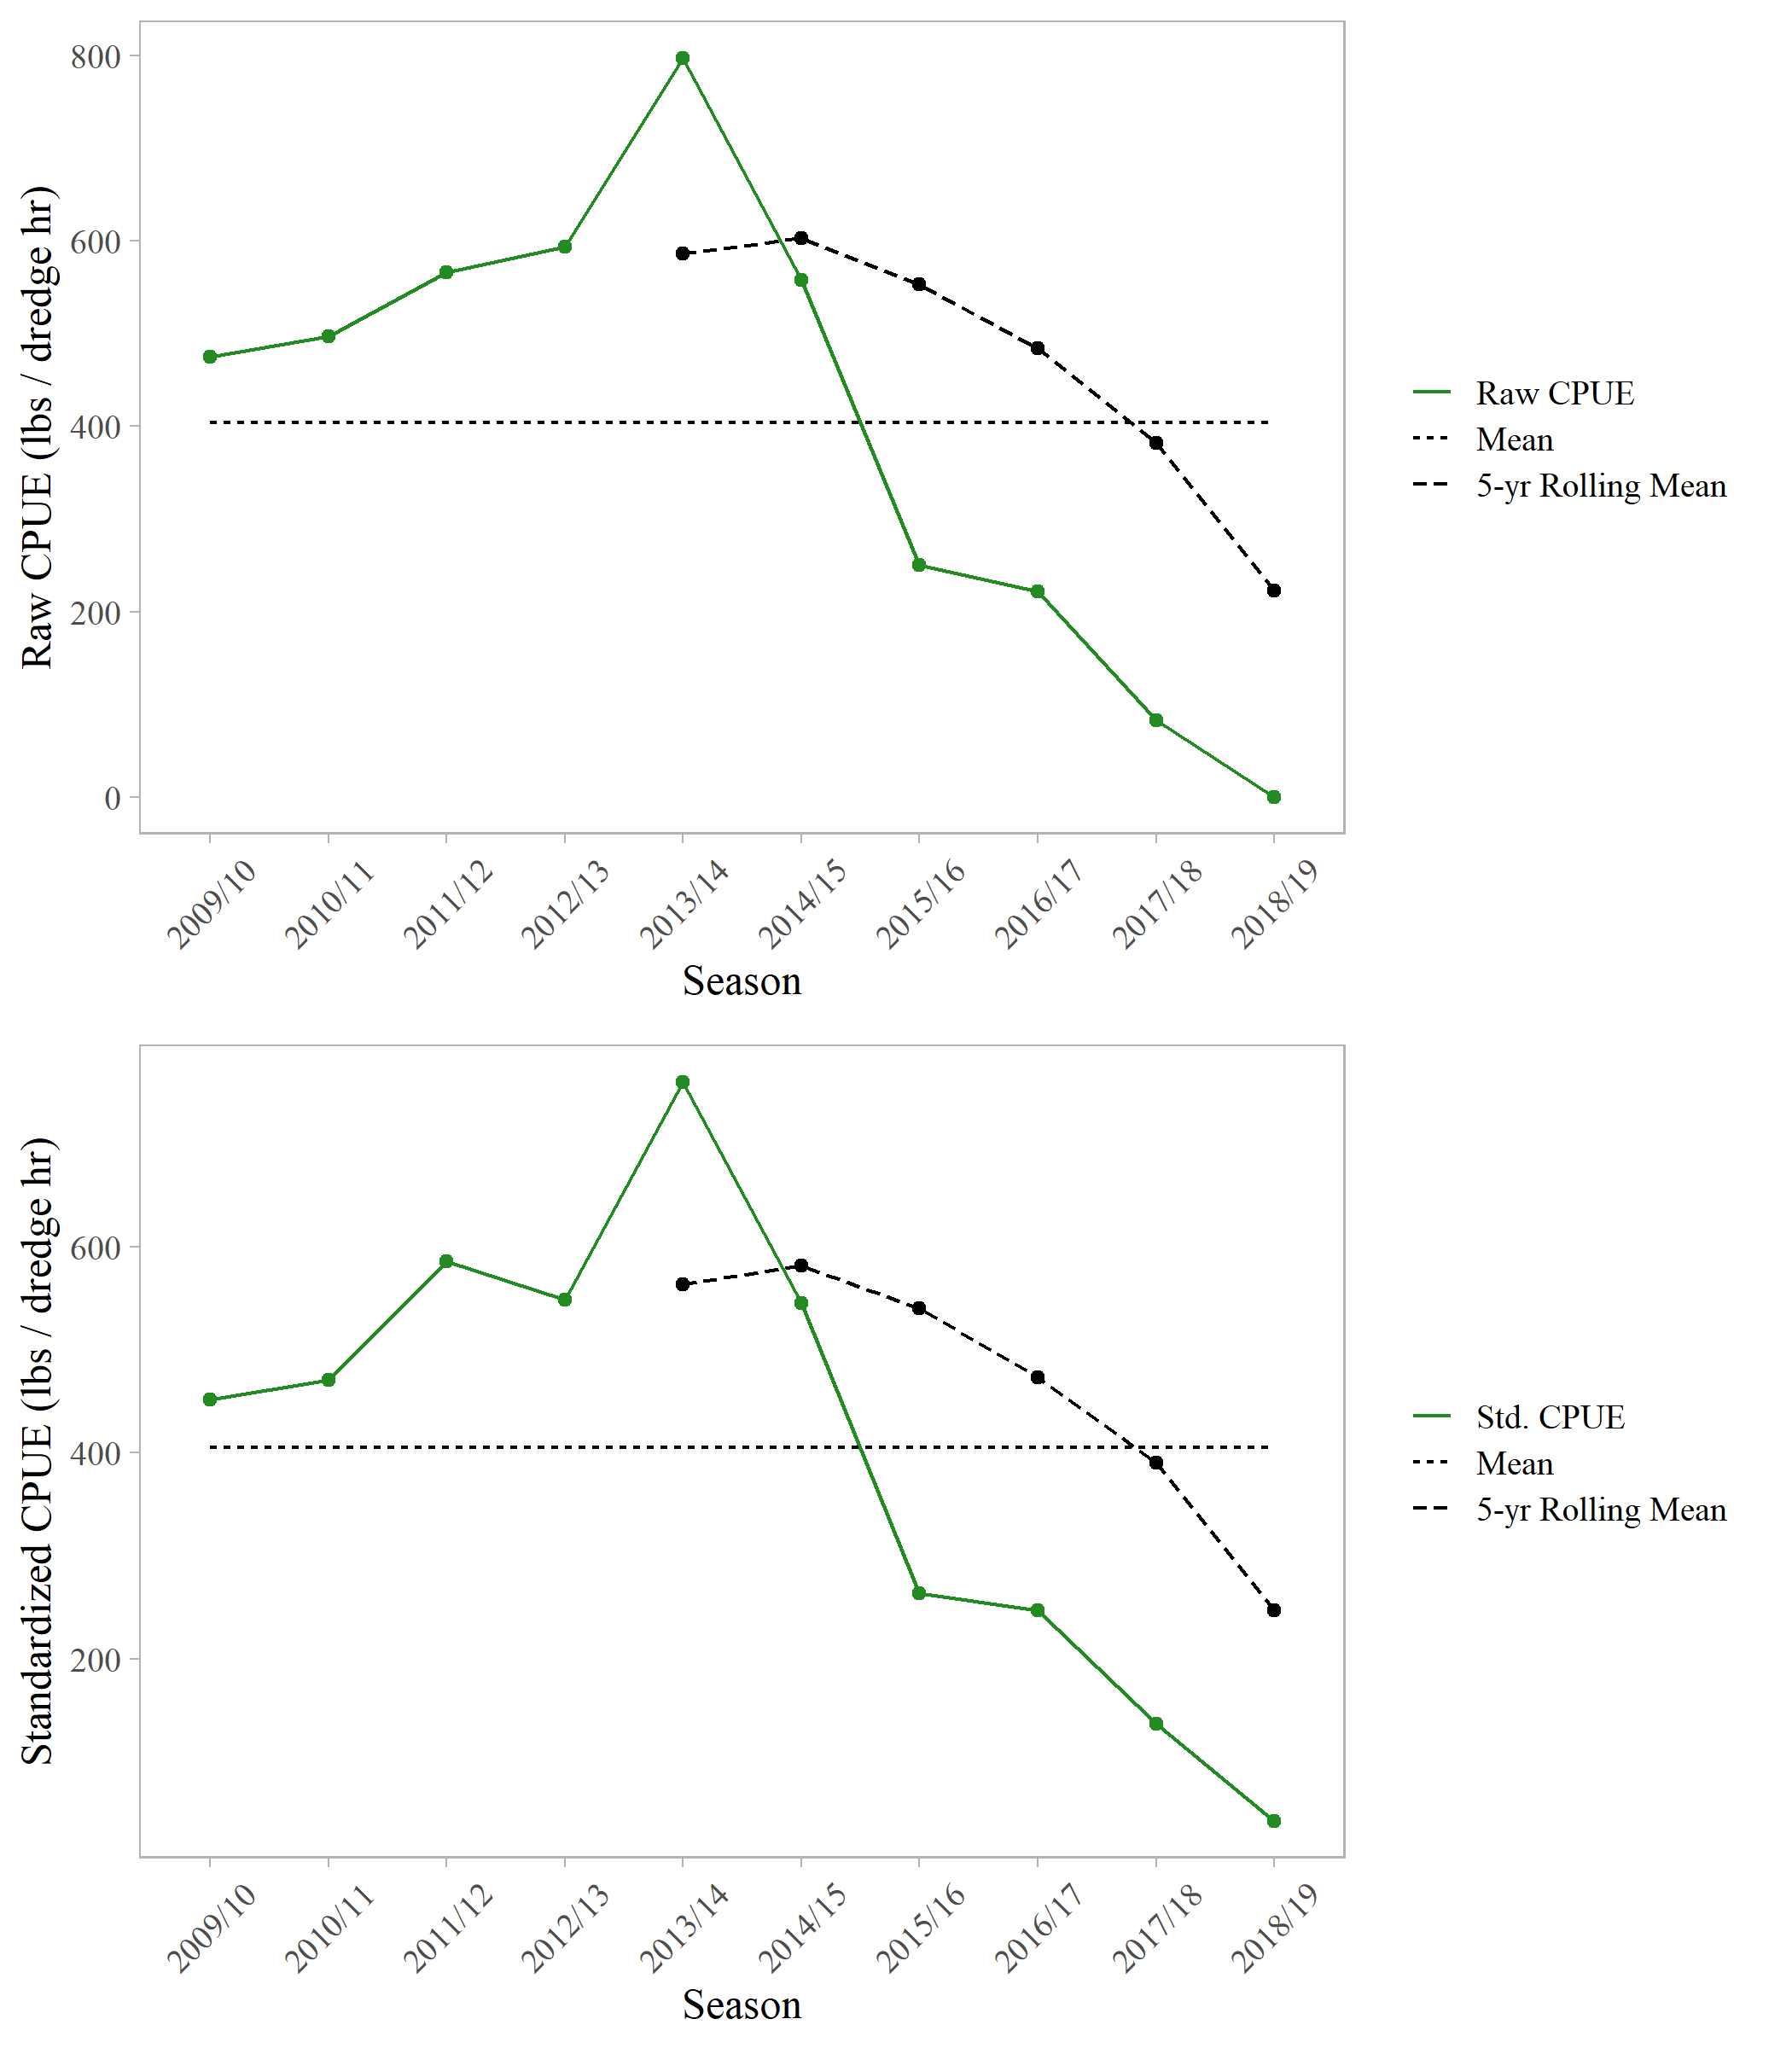 Raw CPUE (lbs / dredge hr)
800
600
400
200
0
2009/10
2010/11
2011/12
2012/13
2013/14
2014/15
2015/16
2016/17
2017/18
2018/19
Season
Raw CPUE
Mean
5-yr Rolling Mean
Standardized CPUE (lbs / dredge hr)
600
400
200
2009/10
2010/11
2011/12
2012/13
2013/14
2014/15
2015/16
2016/17
2017/18
2018/19
Season
Std. CPUE
Mean
5-yr Rolling Mean